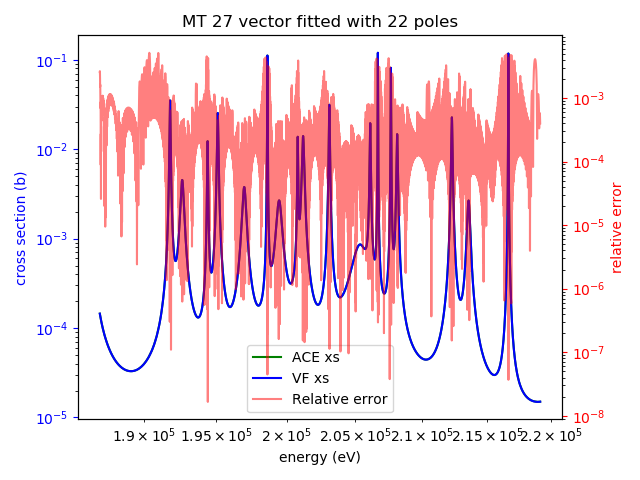 MT 27 vector fitted with 22 poles
10⁻¹
10⁻²
10⁻³
10⁻⁴
10⁻⁵
cross section (b)
10⁻³
10⁻⁴
10⁻⁵
10⁻⁶
10⁻⁷
10⁻⁸
relative error
ACE xs
VF xs
Relative error
1.9 × 10⁵ 1.95 × 10⁵ 2 × 10⁵ 2.05 × 10⁵ 2.1 × 10⁵ 2.15 × 10⁵ 2.2 × 10⁵
energy (eV)